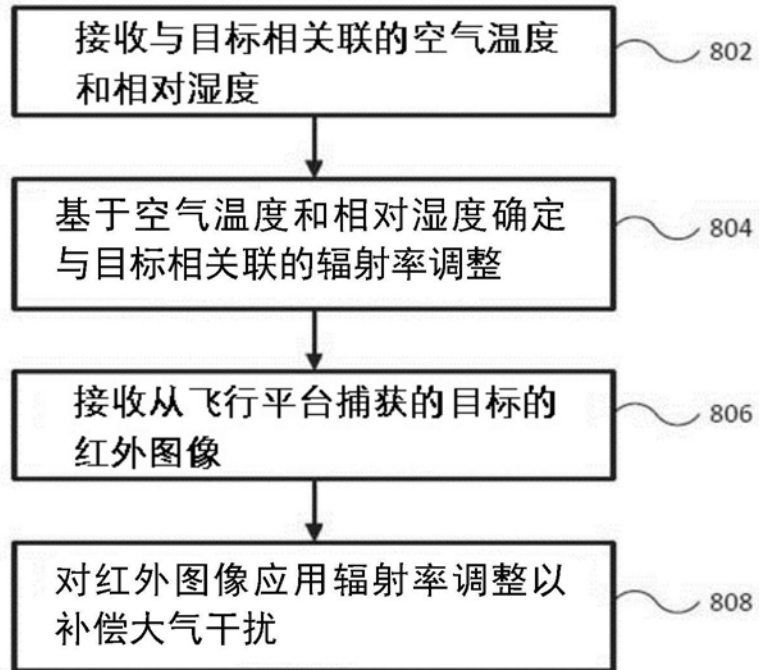 接收与目标相关联的空气温度
和相对湿度
802
基于空气温度和相对湿度确定
与目标相关联的辐射率调整
804
接收从飞行平台捕获的目标的
红外图像
806
对红外图像应用辐射率调整以
补偿大气干扰
808